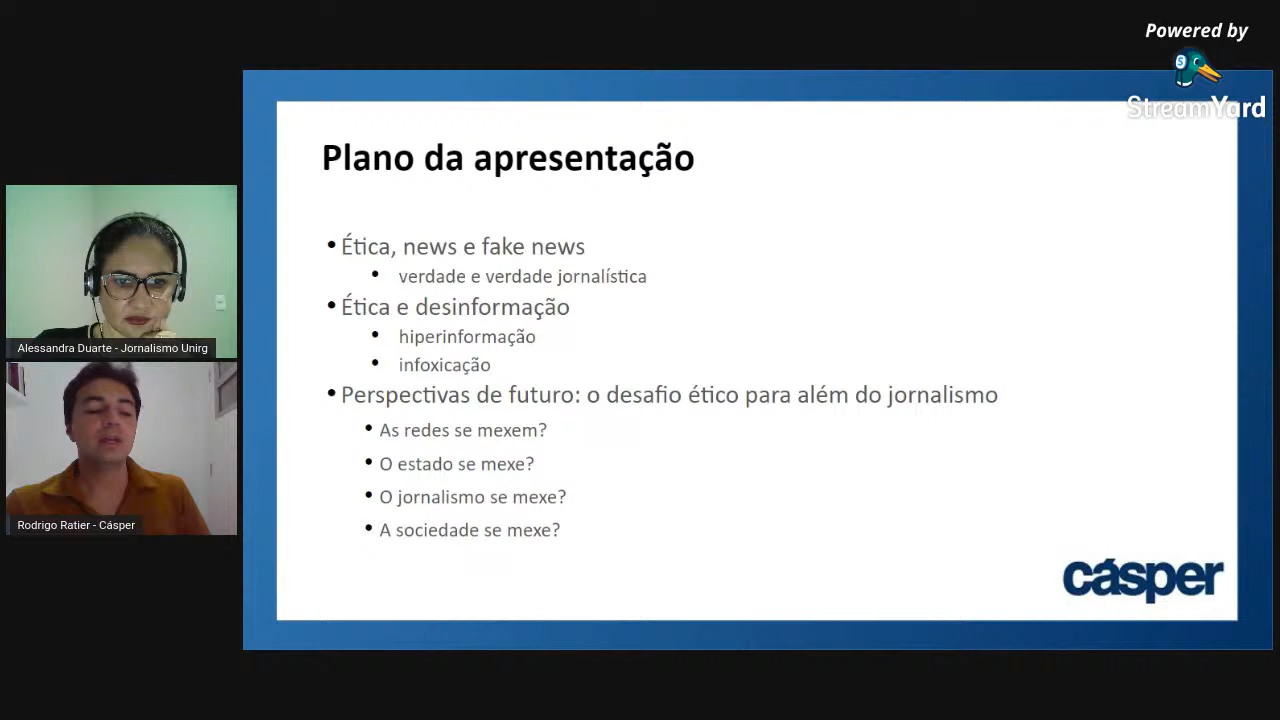 Powered by
StreamYard
Plano da apresentação
• Ética, news e fake news
• verdade e verdade jornalística
• Ética e desinformação
• hiperinformação
• infoxicação
• Perspectivas de futuro: o desafio ético para além do jornalismo
• As redes se mexem?
• O estado se mexe?
• O jornalismo se mexe?
• A sociedade se mexe?
cásper
Alessandra Duarte - Jornalismo Unirg
Rodrigo Ratier - Cásper